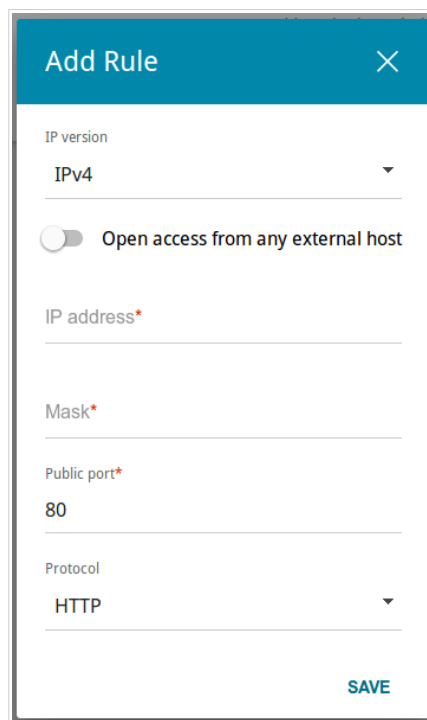 Add Rule
IP version
IPv4
Open access from any external host
IP address*
Mask*
Public port*
80
Protocol
HTTP
SAVE